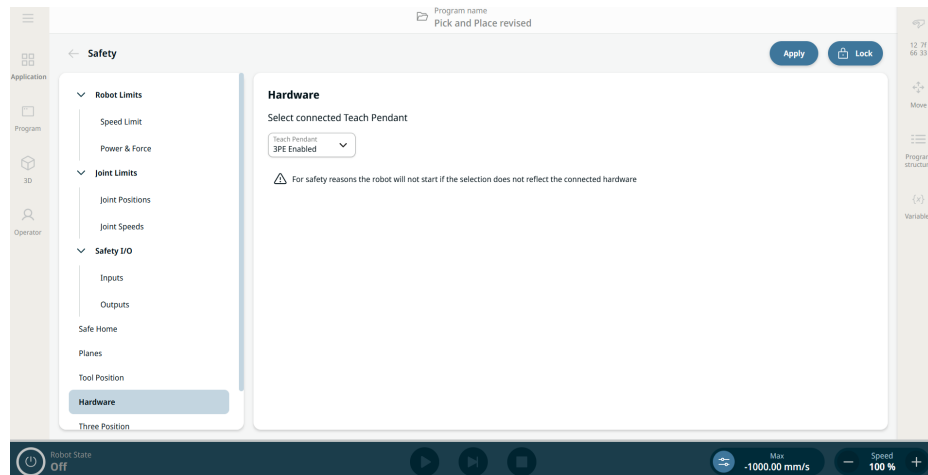 Program name
Pick and Place revised
Safety
Apply
Lock
12 7f
66 33
Application
Program
3D
Operator
Robot Limits
Speed Limit
Power & Force
Joint Limits
Joint Positions
Joint Speeds
Safety I/O
Inputs
Outputs
Safe Home
Planes
Tool Position
Hardware
Three Position
Hardware
Select connected Teach Pendant
Teach Pendant
3PE Enabled
For safety reasons the robot will not start if the selection does not reflect the connected hardware
Move
Program
structure
{x}
Variable
Robot State
Off
Max
-1000.00 mm/s
Speed
100 %